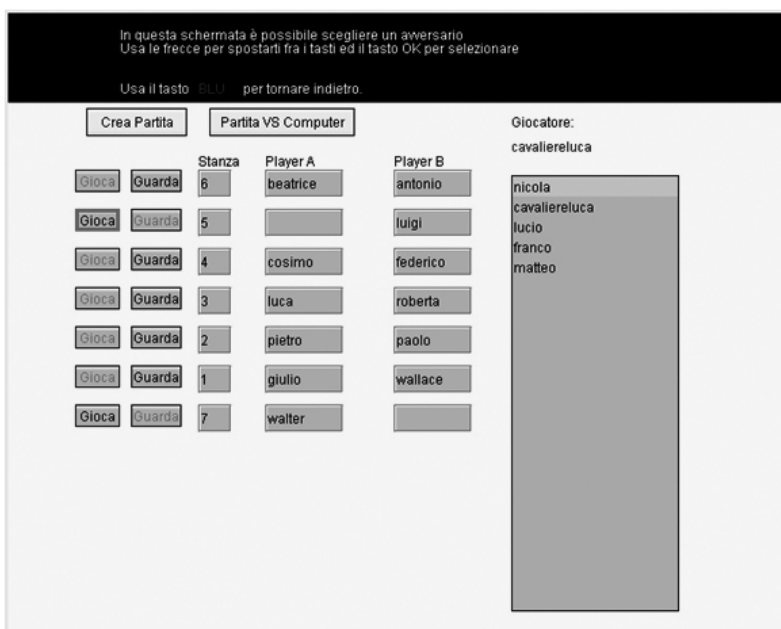 In questa schermata è possibile scegliere un avversario
Usa le frecce per spostarti fra i tasti ed il tasto OK per selezionare
Usa il tasto BLU per tornare indietro.
Crea Partita Partita VS Computer
Stanza Player A Player B
Gioca Guarda 6 beatrice antonio
Gioca Guarda 5 luigi
Gioca Guarda 4 cosimo federico
Gioca Guarda 3 luca roberta
Gioca Guarda 2 pietro paolo
Gioca Guarda 1 giulio wallace
Gioca Guarda 7 walter
Giocatore:
cavaliereluca
nicola
cavaliereluca
lucio
franco
matteo